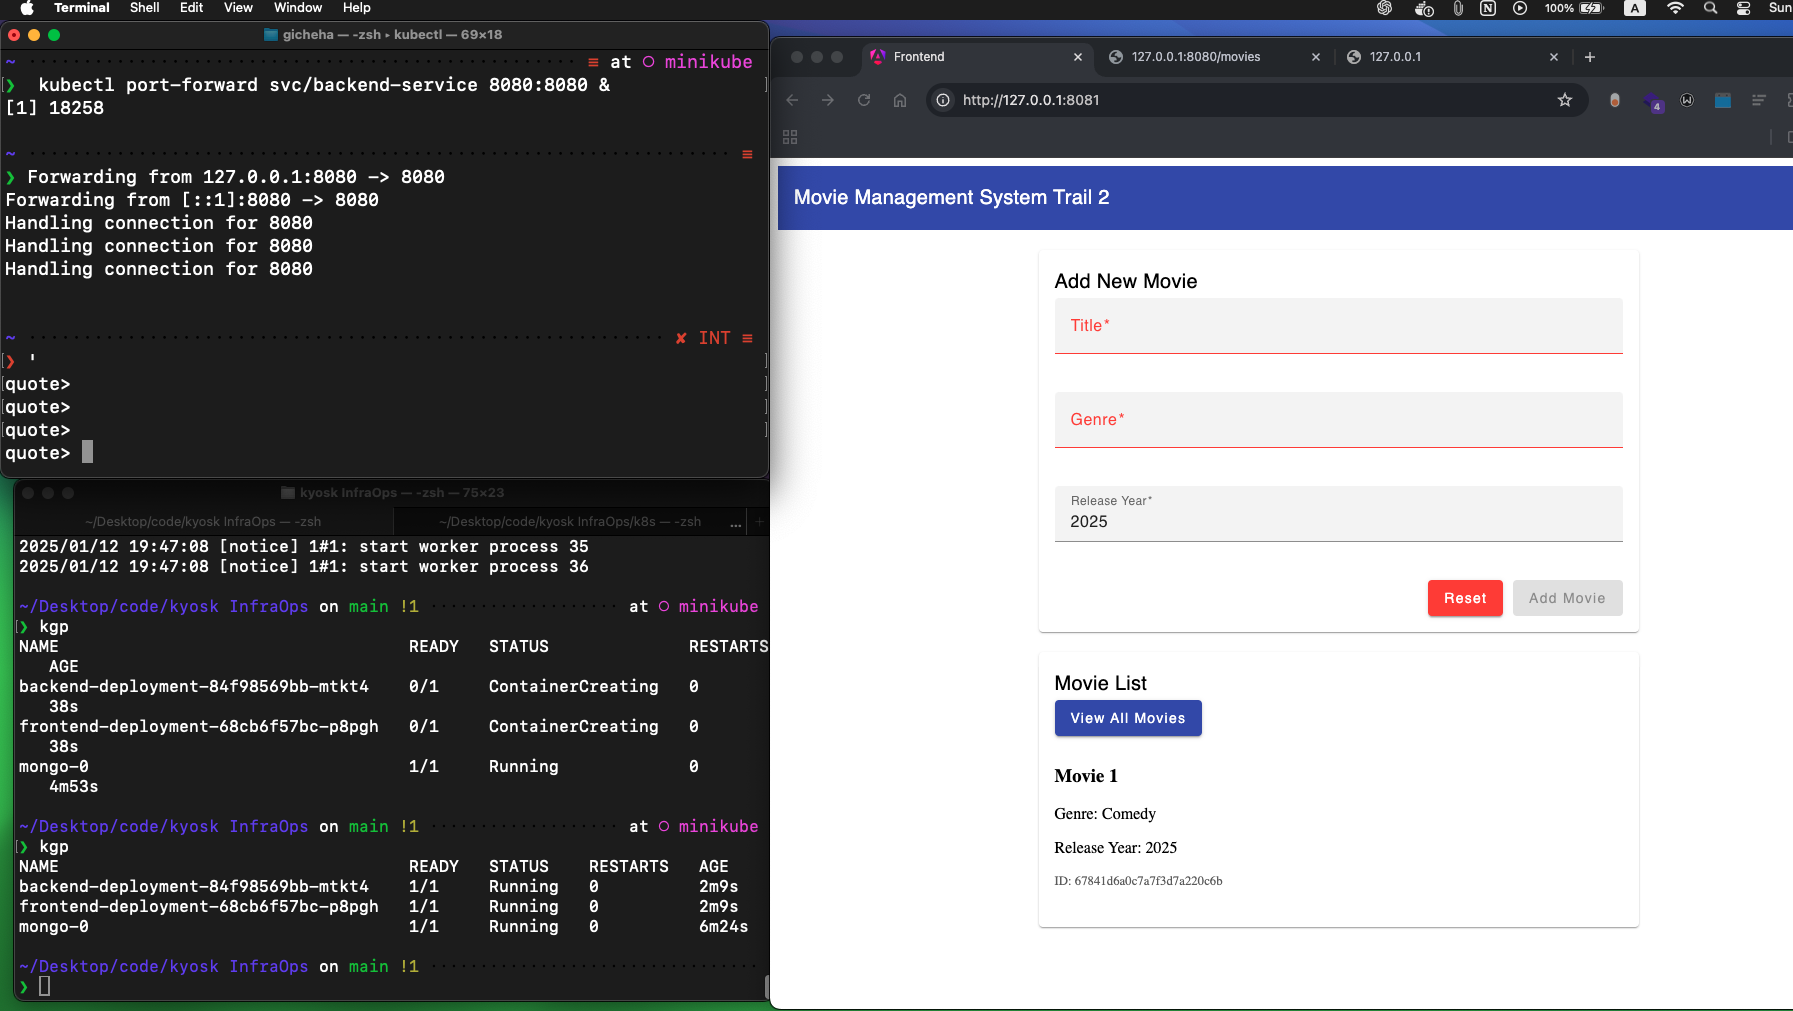 Terminal Shell Edit View Window Help 100% A Sun
gicheha — -zsh ▸ kubectl — 69×18
~ ≡ at ○ minikube
❯ kubectl port-forward svc/backend-service 8080:8080 &
[1] 18258
~ ≡
❯ Forwarding from 127.0.0.1:8080 -> 8080
Forwarding from [::1]:8080 -> 8080
Handling connection for 8080
Handling connection for 8080
Handling connection for 8080
~ ✘ INT ≡
❯ '
quote>
quote>
quote>
quote>
kyosk InfraOps — -zsh — 75×23
~/Desktop/code/kyosk InfraOps — -zsh ~/Desktop/code/kyosk InfraOps/k8s — -zsh ... +
2025/01/12 19:47:08 [notice] 1#1: start worker process 35
2025/01/12 19:47:08 [notice] 1#1: start worker process 36
~/Desktop/code/kyosk InfraOps on main !1 at ○ minikube
❯ kgp
NAME READY STATUS RESTARTS
AGE
backend-deployment-84f98569bb-mtkt4 0/1 ContainerCreating 0
38s
frontend-deployment-68cb6f57bc-p8pgh 0/1 ContainerCreating 0
38s
mongo-0 1/1 Running 0
4m53s
~/Desktop/code/kyosk InfraOps on main !1 at ○ minikube
❯ kgp
NAME READY STATUS RESTARTS AGE
backend-deployment-84f98569bb-mtkt4 1/1 Running 0 2m9s
frontend-deployment-68cb6f57bc-p8pgh 1/1 Running 0 2m9s
mongo-0 1/1 Running 0 6m24s
~/Desktop/code/kyosk InfraOps on main !1
❯
Frontend 127.0.0.1:8080/movies 127.0.0.1
http://127.0.0.1:8081 4
Movie Management System Trail 2
Add New Movie
Title*
Genre*
Release Year*
2025
Reset Add Movie
Movie List
View All Movies
Movie 1
Genre: Comedy
Release Year: 2025
ID: 67841d6a0c7a7f3d7a220c6b